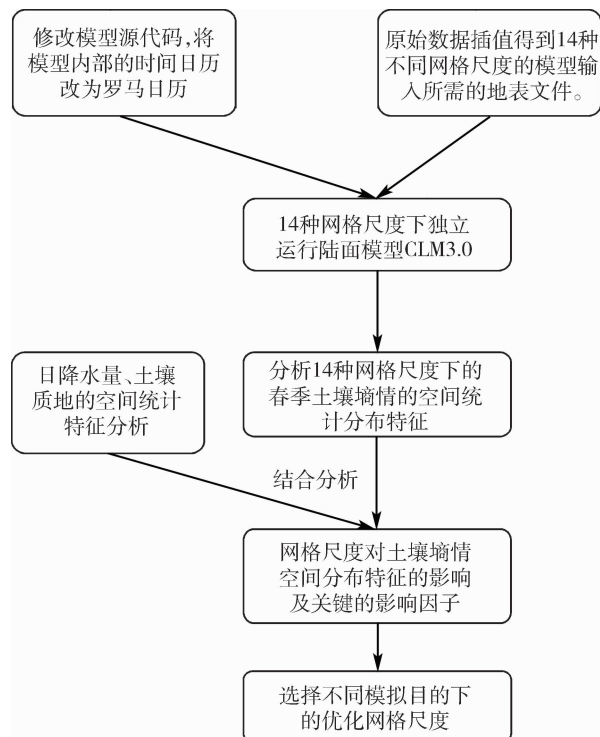 修改模型源代码,将
模型内部的时间日历
改为罗马日历
原始数据插值得到14种
不同网格尺度的模型输
入所需的地表文件。
14种网格尺度下独立
运行陆面模型CLM3.0
日降水量、土壤
质地的空间统计
特征分析
分析14种网格尺度下的
春季土壤墒情的空间统
计分布特征
结合分析
网格尺度对土壤墒情
空间分布特征的影响
及关键的影响因子
选择不同模拟目的下
的优化网格尺度